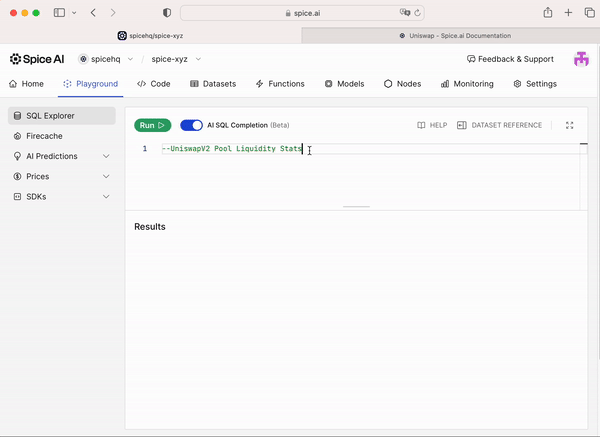 spice.ai
spicehq/spice-xyz
Uniswap - Spice.ai Documentation
Spice AI
spicehq / spice-xyz
Feedback & Support
Home
Playground
Code
Datasets
Functions
Models
Nodes
Monitoring
Settings
SQL Explorer
Firecache
AI Predictions
Prices
SDKs
Run
AI SQL Completion (Beta)
HELP
DATASET REFERENCE
1 --UniswapV2 Pool Liquidity Stats
Results